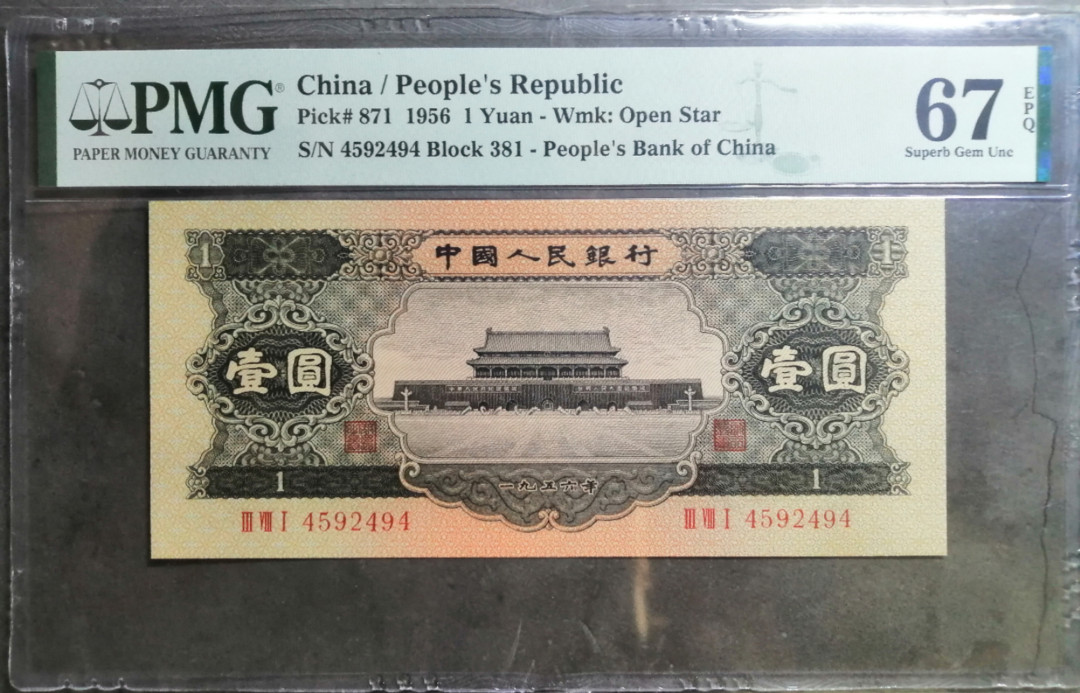 PMG®
PAPER MONEY GUARANTY
China / People's Republic
Pick# 871 1956 1 Yuan - Wmk: Open Star
S/N 4592494 Block 381 - People's Bank of China
67
EPQ
Superb Gem Unc
1 中國人民銀行 1
壹圓 壹圓
1 一九五六年 1
III VIII I 4592494 III VIII I 4592494